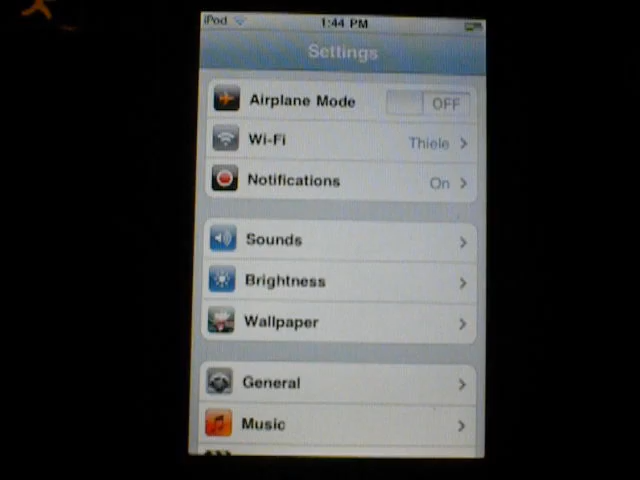 iPod 1:44 PM
Settings
Airplane Mode OFF
Wi-Fi Thiele
Notifications On
Sounds
Brightness
Wallpaper
General
Music